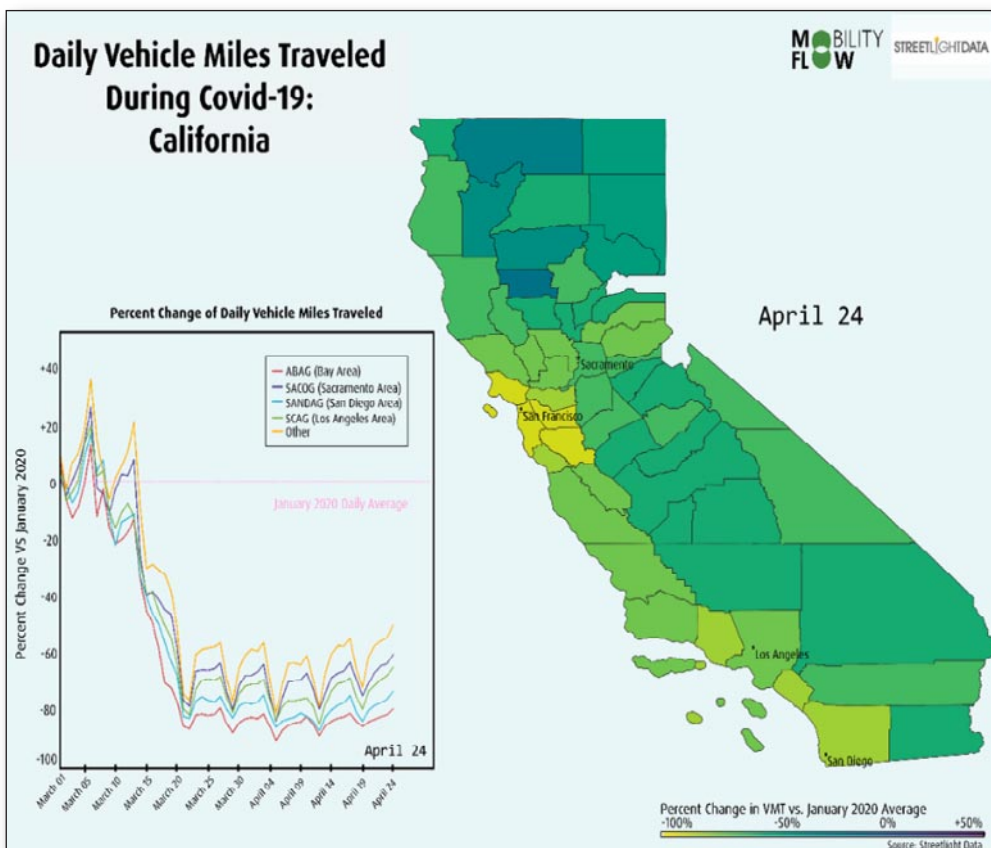 Daily Vehicle Miles Traveled
During Covid-19:
California
MOBILITY
FLOW
STREETLIGHTDATA
April 24
Sacramento
San Francisco
Los Angeles
San Diego
Percent Change of Daily Vehicle Miles Traveled
ABAG (Bay Area)
SACOG (Sacramento Area)
SANDAG (San Diego Area)
SCAG (Los Angeles Area)
Other
January 2020 Daily Average
Percent Change VS January 2020
+40
+20
0
-20
-40
-60
-80
-100
April 24
March 01
March 05
March 10
March 15
March 20
March 25
March 30
April 04
April 09
April 14
April 19
April 24
Percent Change in VMT vs. January 2020 Average
-100% -50% 0% +50%
Source: Streetlight Data